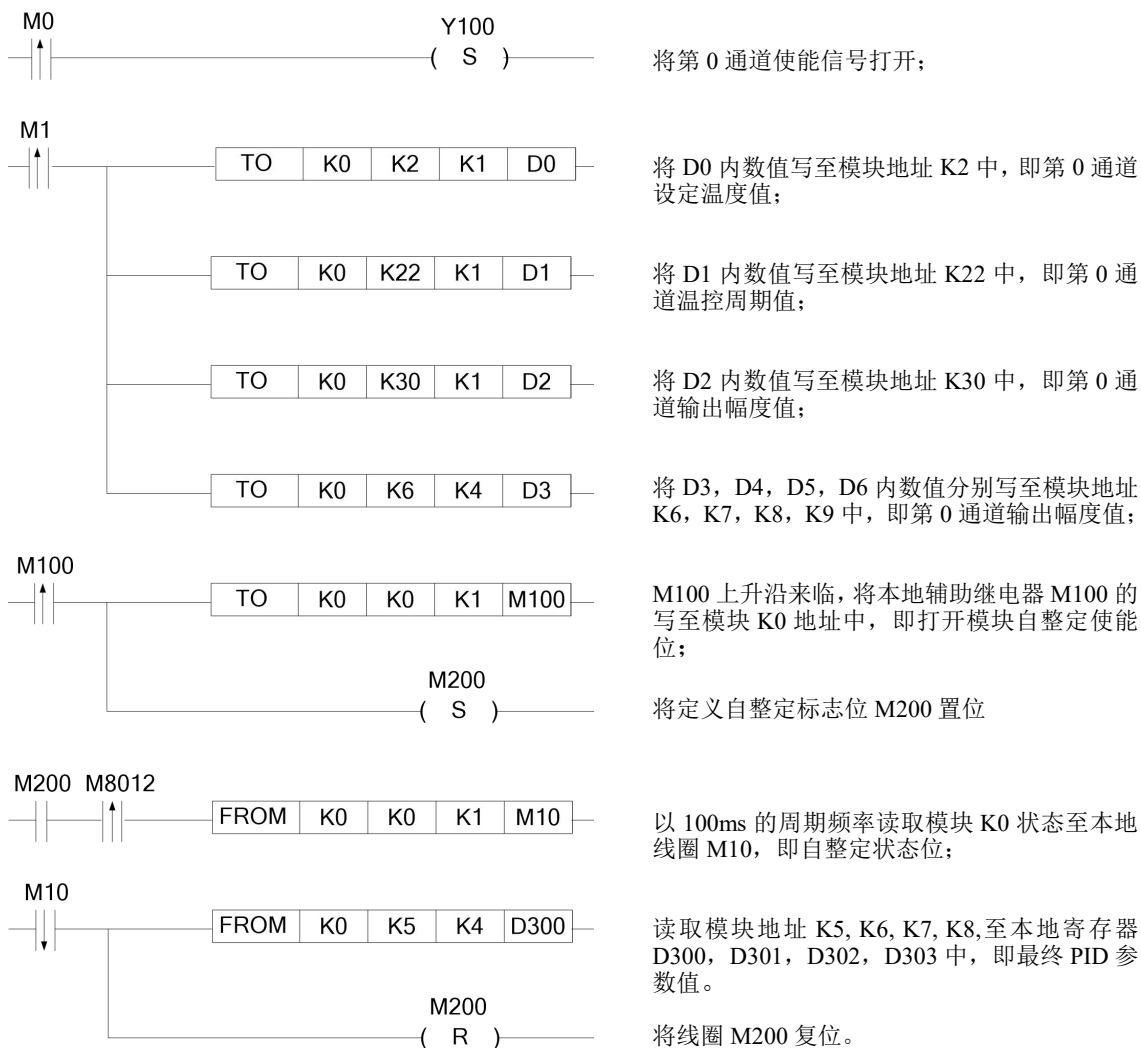 M0
Y100
( S )
将第 0 通道使能信号打开；
M1
TO K0 K2 K1 D0
将 D0 内数值写至模块地址 K2 中，即第 0 通道
设定温度值；
TO K0 K22 K1 D1
将 D1 内数值写至模块地址 K22 中，即第 0 通
道温控周期值；
TO K0 K30 K1 D2
将 D2 内数值写至模块地址 K30 中，即第 0 通
道输出幅度值；
TO K0 K6 K4 D3
将 D3，D4，D5，D6 内数值分别写至模块地址
K6，K7，K8，K9 中，即第 0 通道输出幅度值；
M100
TO K0 K0 K1 M100
M100 上升沿来临，将本地辅助继电器 M100 的
写至模块 K0 地址中，即打开模块自整定使能
位；
M200
( S )
将定义自整定标志位 M200 置位
M200 M8012
FROM K0 K0 K1 M10
以 100ms 的周期频率读取模块 K0 状态至本地
线圈 M10，即自整定状态位；
M10
FROM K0 K5 K4 D300
读取模块地址 K5, K6, K7, K8,至本地寄存器
D300，D301，D302，D303 中，即最终 PID 参
数值。
M200
( R )
将线圈 M200 复位。